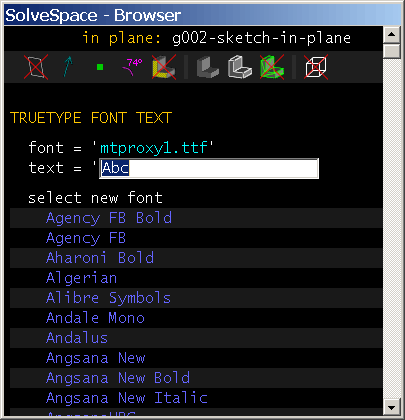 SolveSpace - Browser
in plane: g002-sketch-in-plane
74°
TRUETYPE FONT TEXT
font = 'mtproxy1.ttf'
text = 'Abc
select new font
Agency FB Bold
Agency FB
Aharoni Bold
Algerian
Alibre Symbols
Andale Mono
Andalus
Angsana New
Angsana New Bold
Angsana New Italic
AngsanaUPC